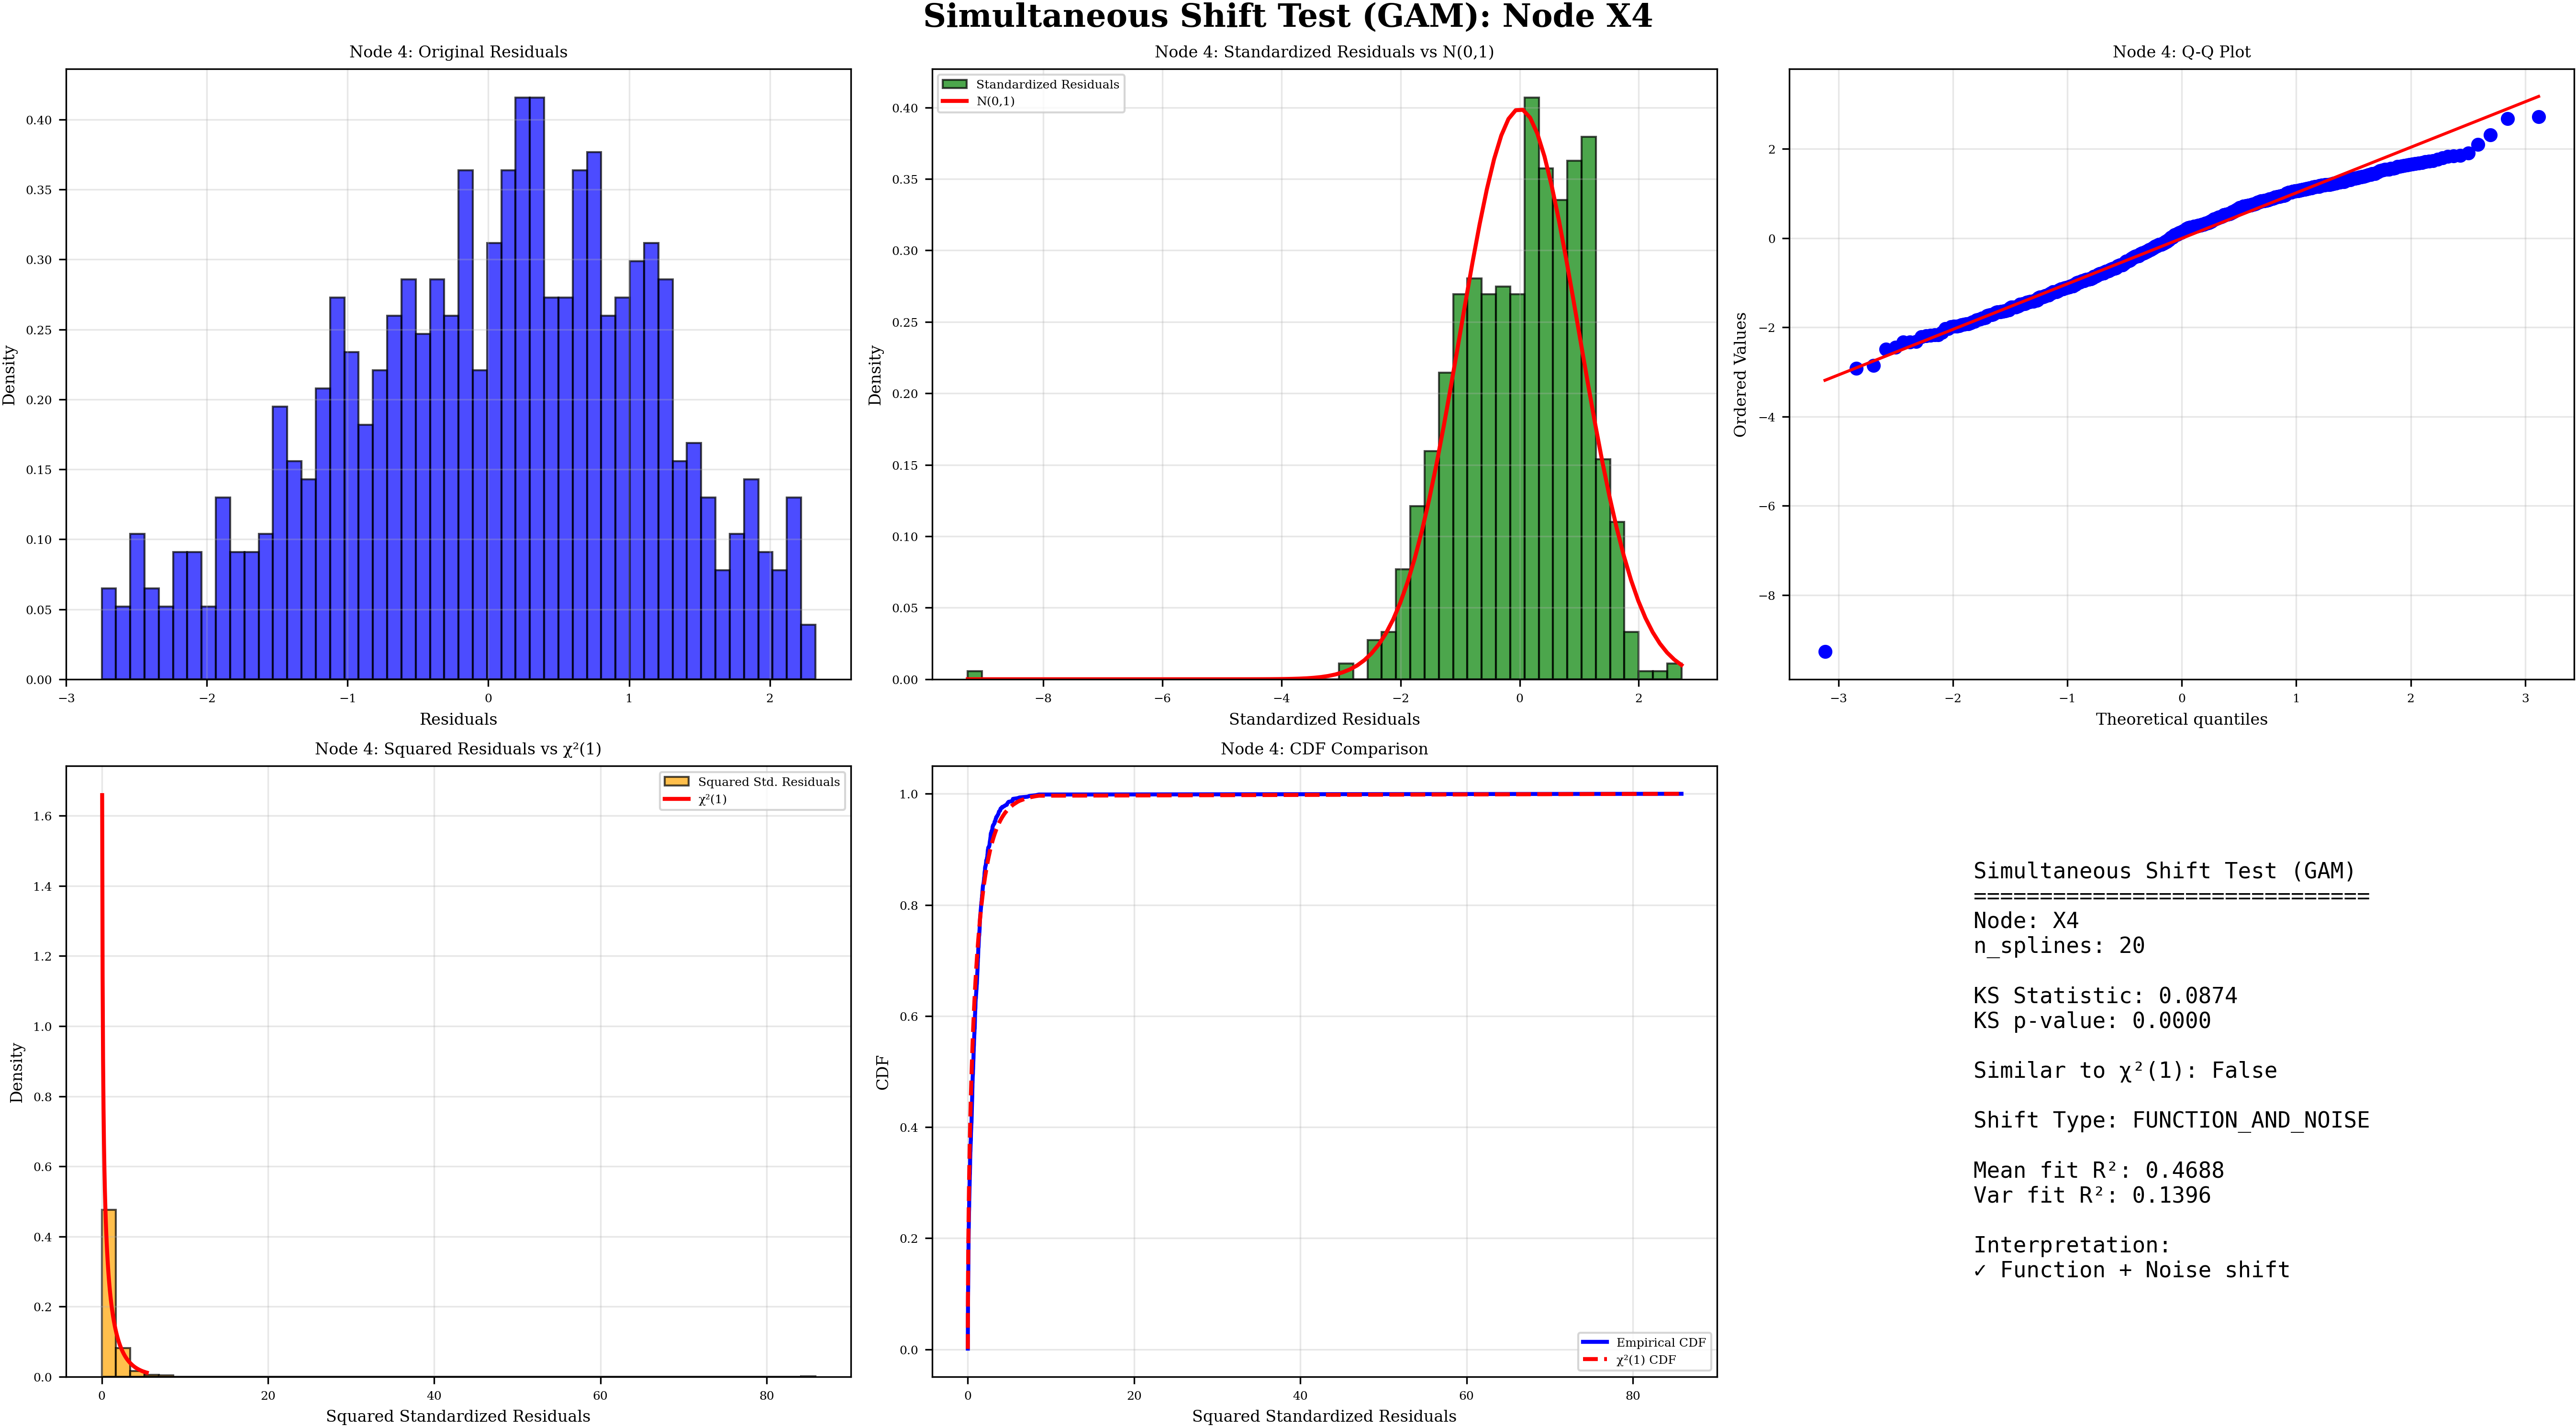 Simultaneous Shift Test (GAM): Node X4
Node 4: Original Residuals
Density
0.40
0.35
0.30
0.25
0.20
0.15
0.10
0.05
0.00
−3
−2
−1
0
1
2
Residuals
Node 4: Standardized Residuals vs N(0,1)
Standardized Residuals
N(0,1)
Density
0.40
0.35
0.30
0.25
0.20
0.15
0.10
0.05
0.00
−8
−6
−4
−2
0
2
Standardized Residuals
Node 4: Q-Q Plot
Ordered Values
2
0
−2
−4
−6
−8
−3
−2
−1
0
1
2
3
Theoretical quantiles
Node 4: Squared Residuals vs χ²(1)
Squared Std. Residuals
χ²(1)
Density
1.6
1.4
1.2
1.0
0.8
0.6
0.4
0.2
0.0
0
20
40
60
80
Squared Standardized Residuals
Node 4: CDF Comparison
CDF
1.0
0.8
0.6
0.4
0.2
0.0
Empirical CDF
χ²(1) CDF
0
20
40
60
80
Squared Standardized Residuals
Simultaneous Shift Test (GAM)
==============================
Node: X4
n_splines: 20
KS Statistic: 0.0874
KS p-value: 0.0000
Similar to χ²(1): False
Shift Type: FUNCTION_AND_NOISE
Mean fit R²: 0.4688
Var fit R²: 0.1396
Interpretation:
✓ Function + Noise shift